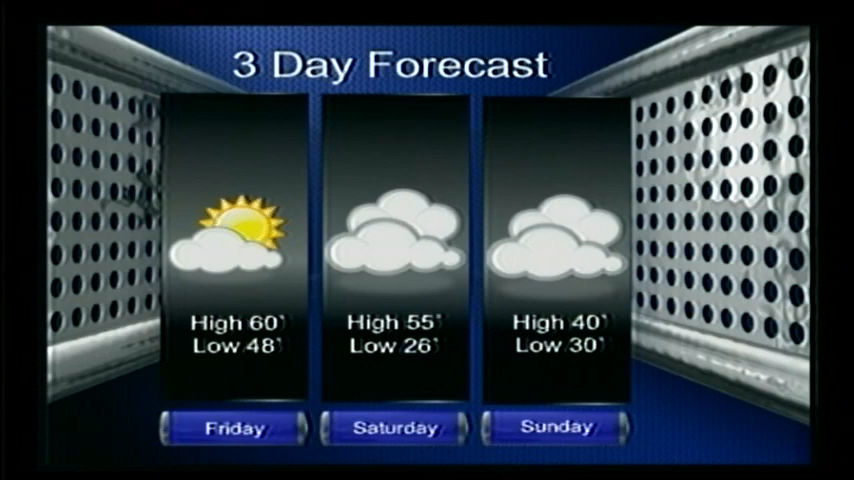 3 Day Forecast
High 60°
Low 48°
High 55°
Low 26°
High 40°
Low 30°
Friday
Saturday
Sunday